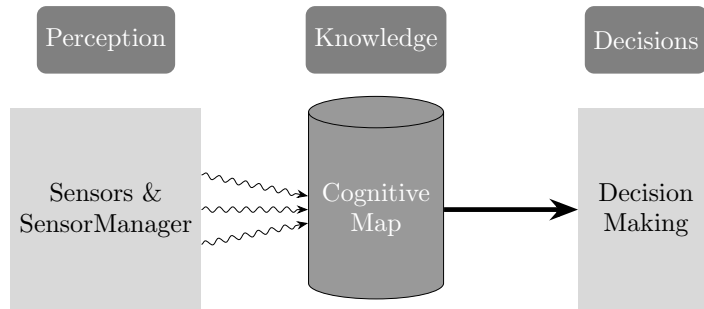 Perception
Knowledge
Decisions
Sensors &
SensorManager
Cognitive
Map
Decision
Making